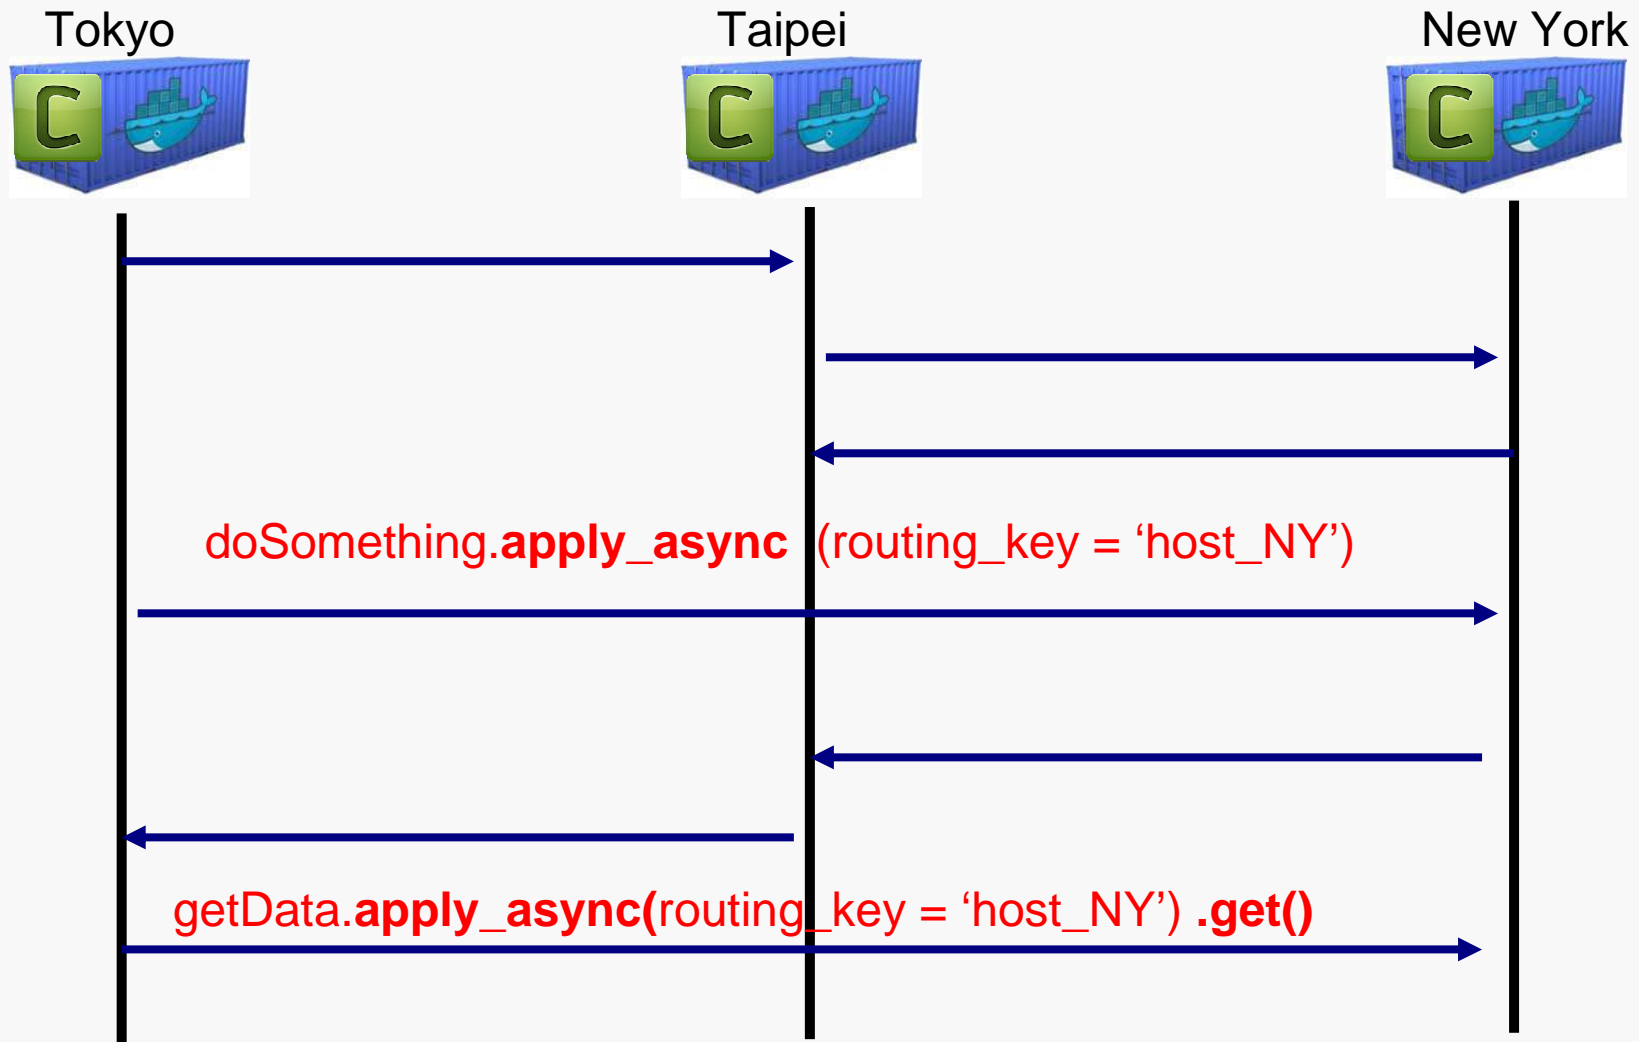 Tokyo
Taipei
New York
C
C
C
doSomething.apply_async (routing_key = ‘host_NY’)
getData.apply_async(routing_key = ‘host_NY’) .get()